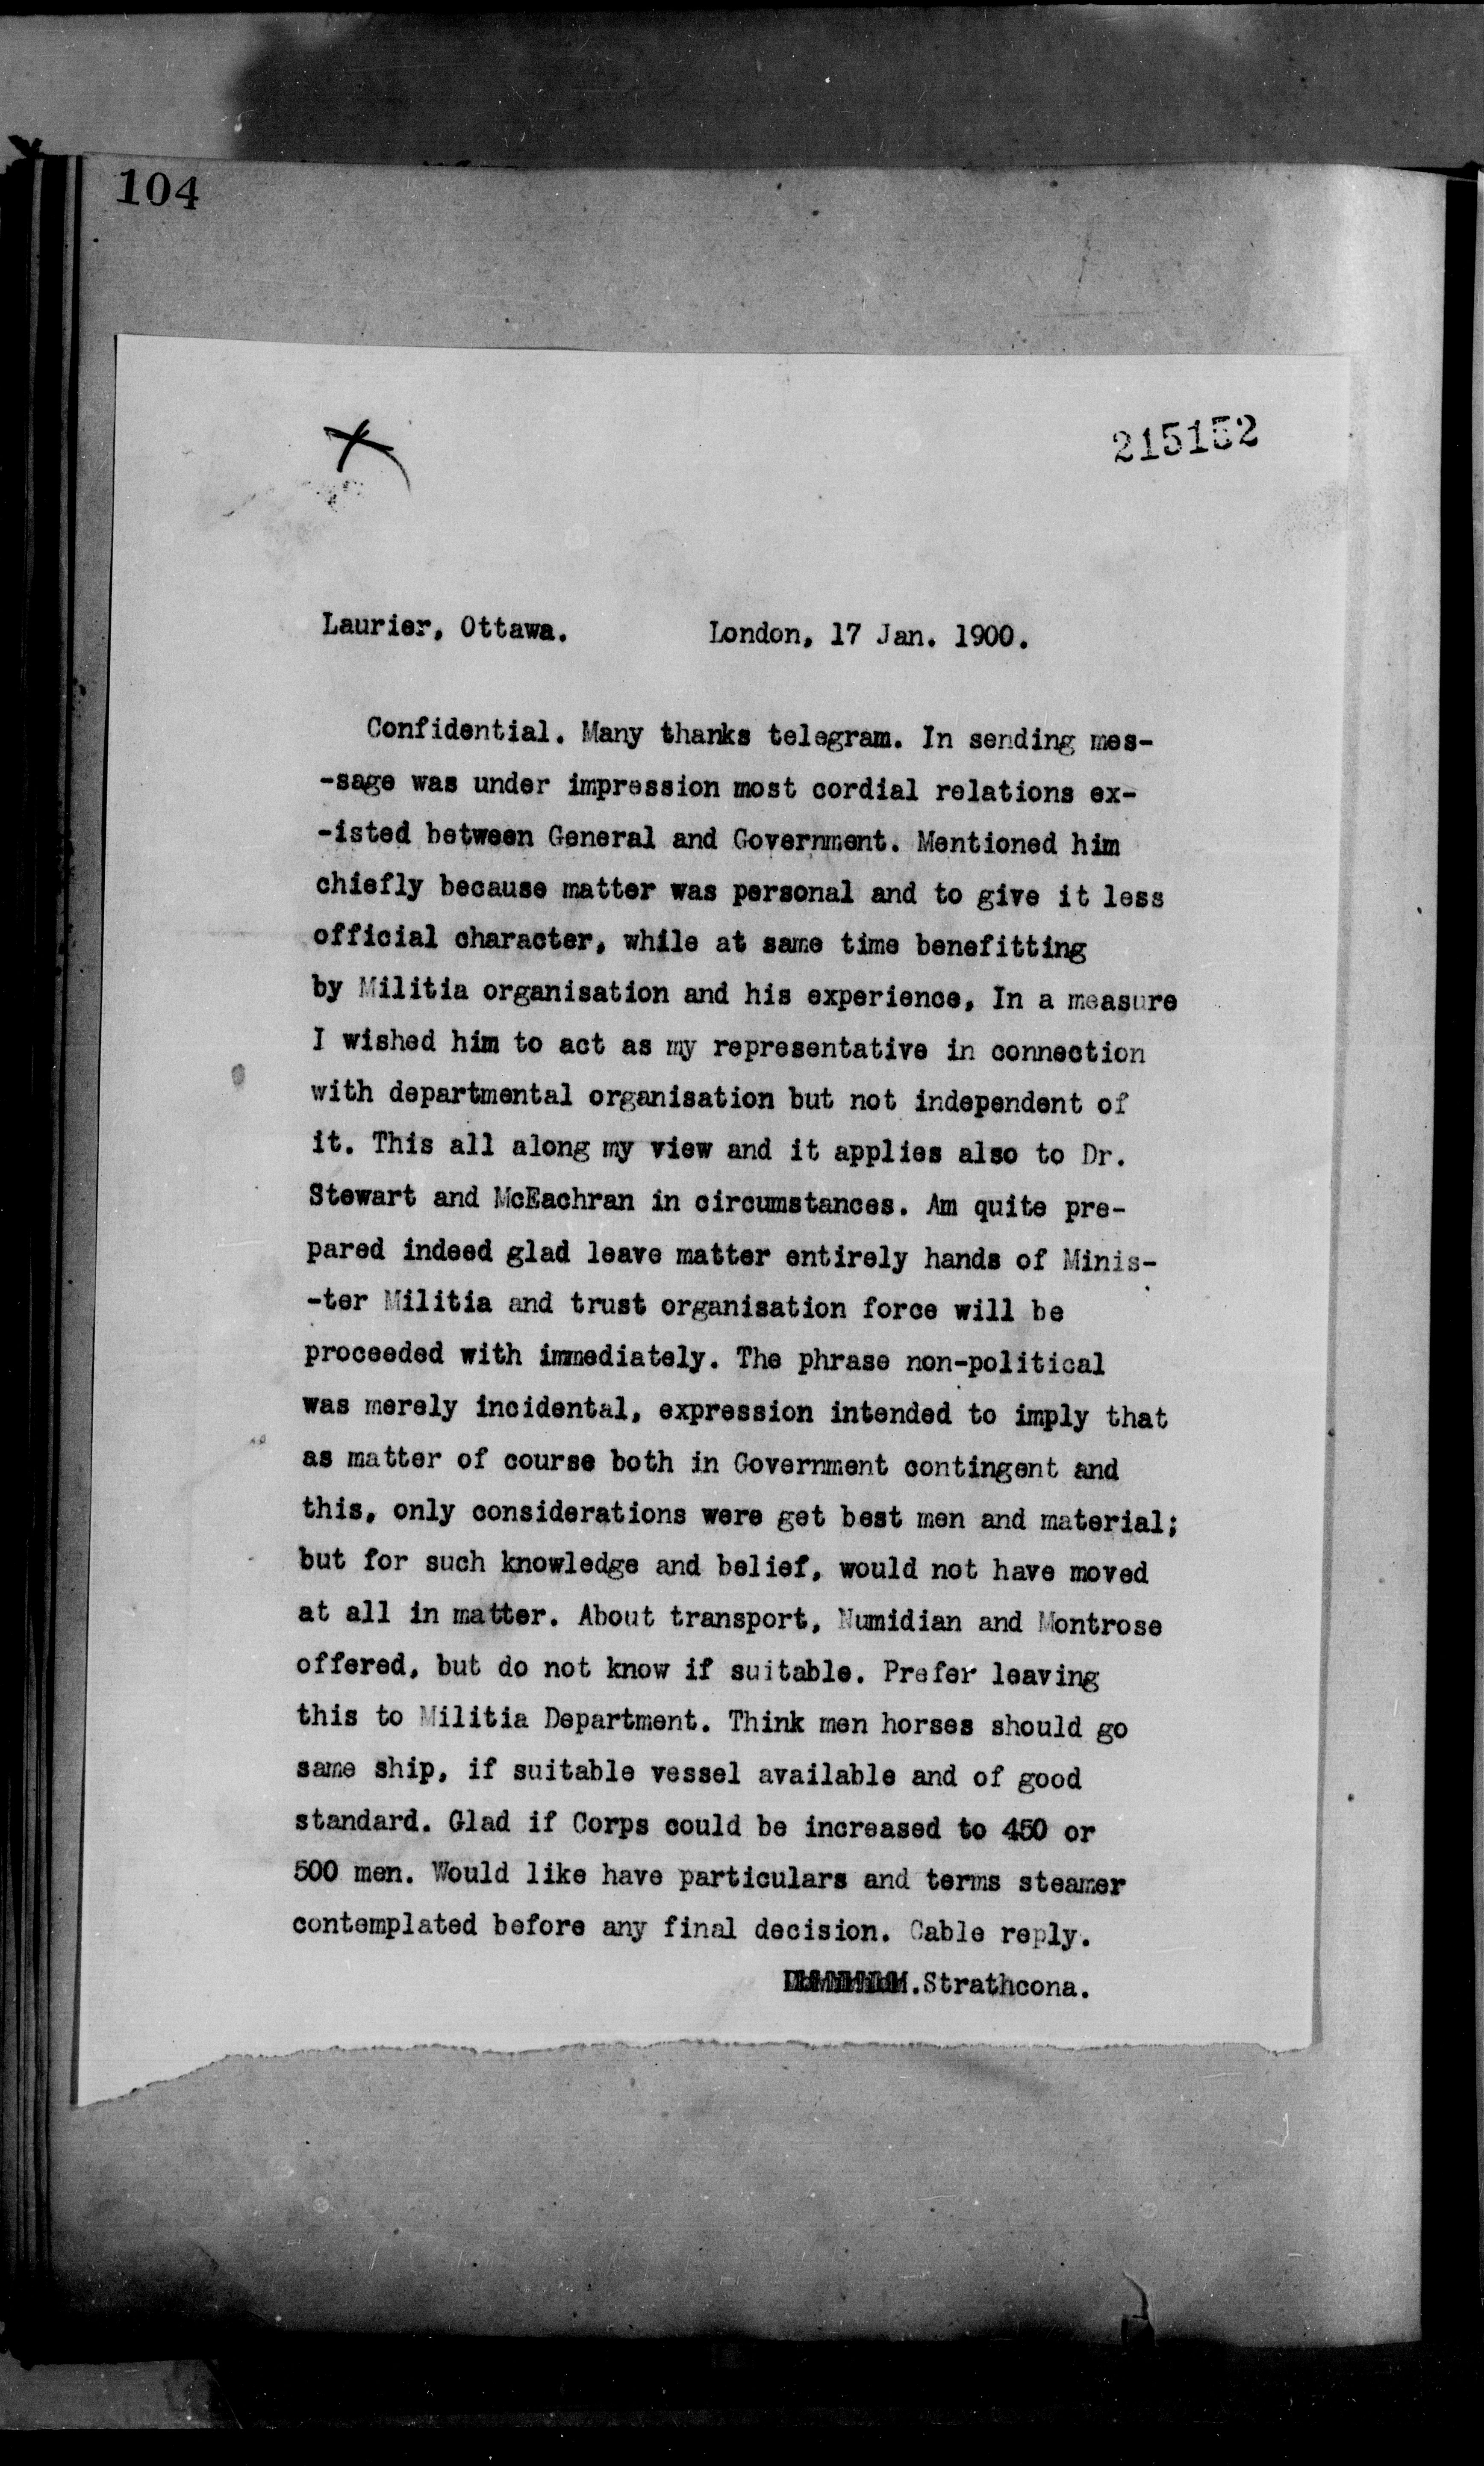 104
215152
Laurier, Ottawa. London, 17 Jan. 1900.
Confidential. Many thanks telegram. In sending mes-
-sage was under impression most cordial relations ex-
-isted between General and Government. Mentioned him
chiefly because matter was personal and to give it less
official character, while at same time benefitting
by Militia organisation and his experience, In a measure
I wished him to act as my representative in connection
with departmental organisation but not independent of
it. This all along my view and it applies also to Dr.
Stewart and McEachran in circumstances. Am quite pre-
pared indeed glad leave matter entirely hands of Minis-
-ter Militia and trust organisation force will be
proceeded with immediately. The phrase non-political
was merely incidental, expression intended to imply that
as matter of course both in Government contingent and
this, only considerations were get best men and material;
but for such knowledge and belief, would not have moved
at all in matter. About transport, Numidian and Montrose
offered, but do not know if suitable. Prefer leaving
this to Militia Department. Think men horses should go
same ship, if suitable vessel available and of good
standard. Glad if Corps could be increased to 450 or
500 men. Would like have particulars and terms steamer
contemplated before any final decision. Cable reply.
.Strathcona.